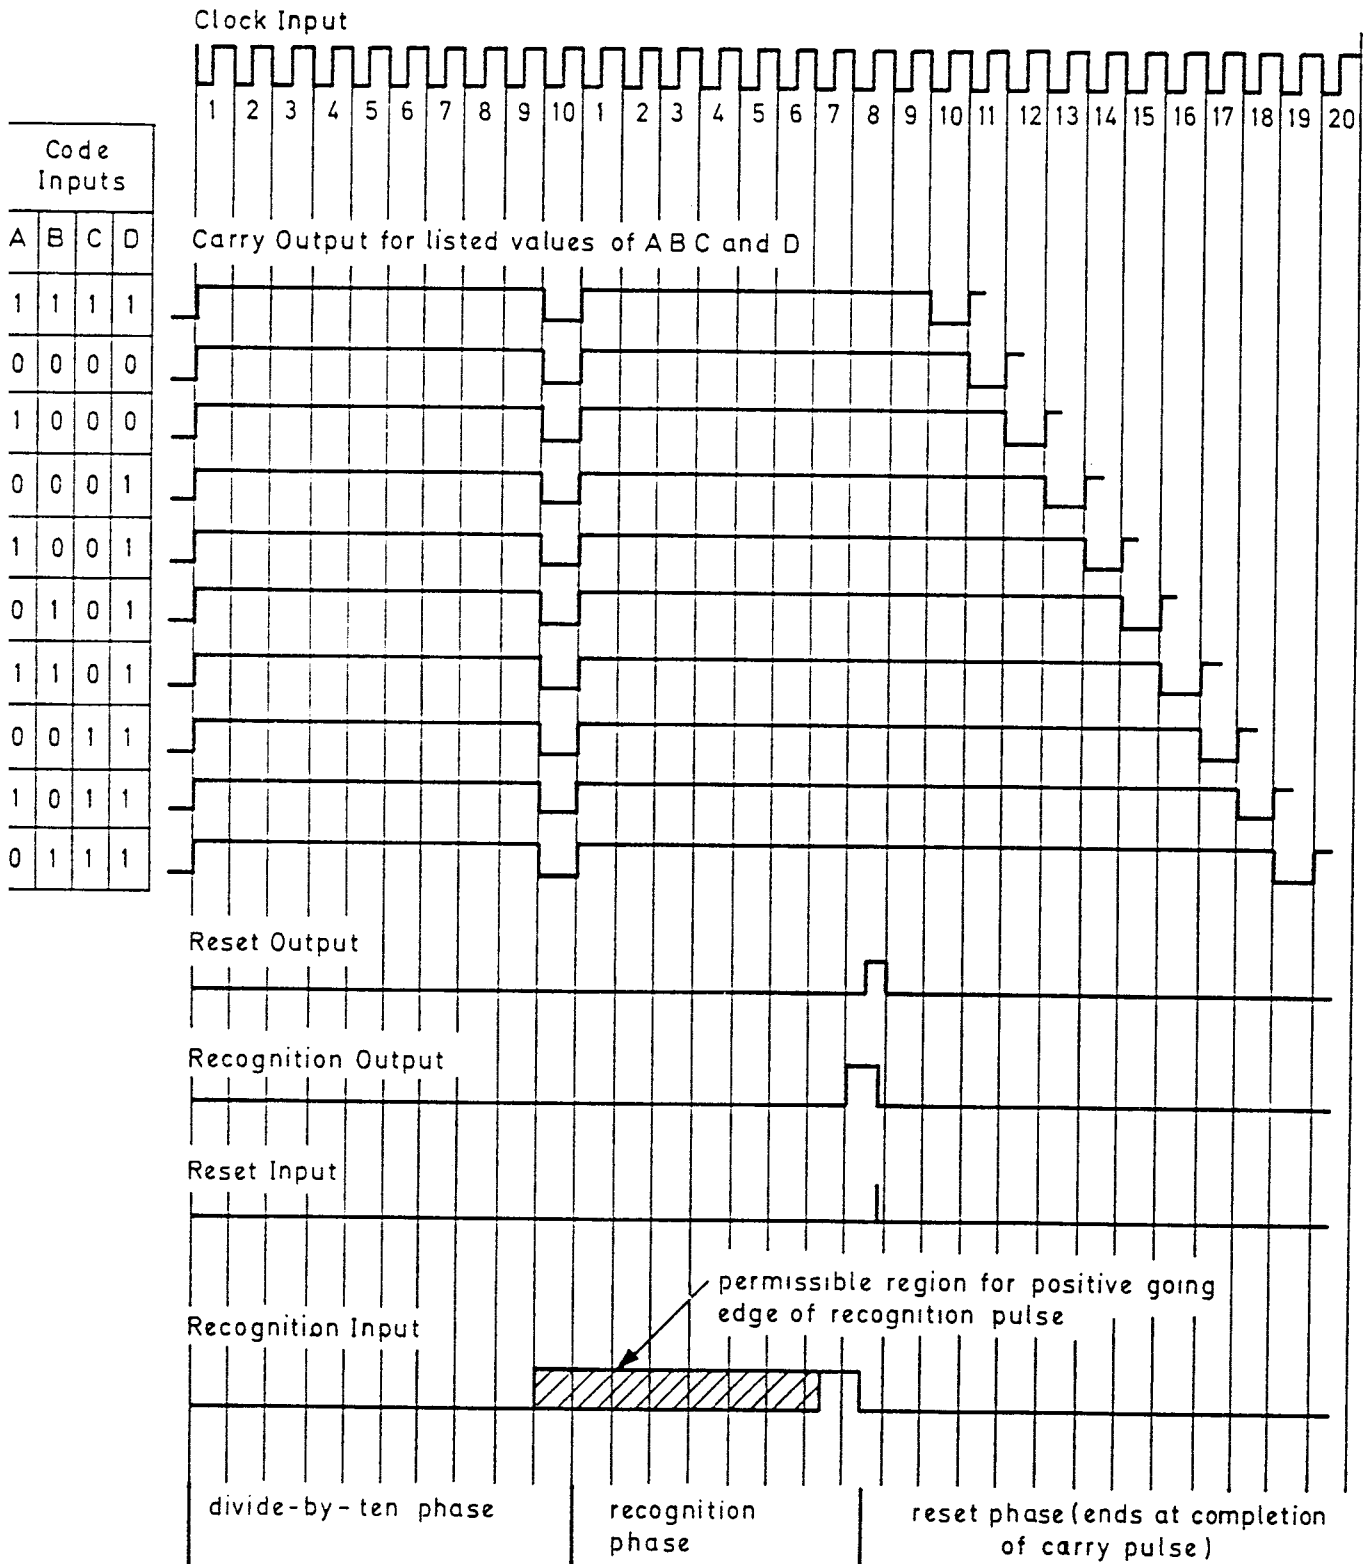 Clock Input
1 2 3 4 5 6 7 8 9 10 1 2 3 4 5 6 7 8 9 10 11 12 13 14 15 16 17 18 19 20
Code
Inputs
A B C D
Carry Output for listed values of A B C and D
1 1 1 1
0 0 0 0
1 0 0 0
0 0 0 1
1 0 0 1
0 1 0 1
1 1 0 1
0 0 1 1
1 0 1 1
0 1 1 1
Reset Output
Recognition Output
Reset Input
permissible region for positive going
edge of recognition pulse
Recognition Input
divide-by-ten phase
recognition
phase
reset phase (ends at completion
of carry pulse)